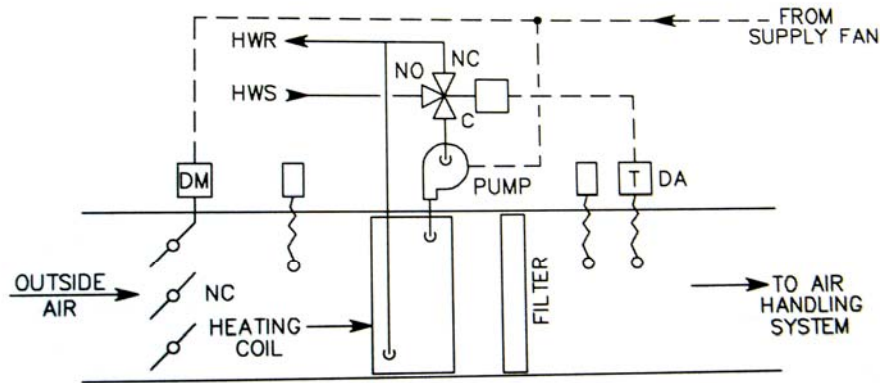 FROM
SUPPLY FAN
HWR
NC
NO
HWS
C
DM
PUMP
T
DA
OUTSIDE
AIR
NC
HEATING
COIL
FILTER
TO AIR
HANDLING
SYSTEM